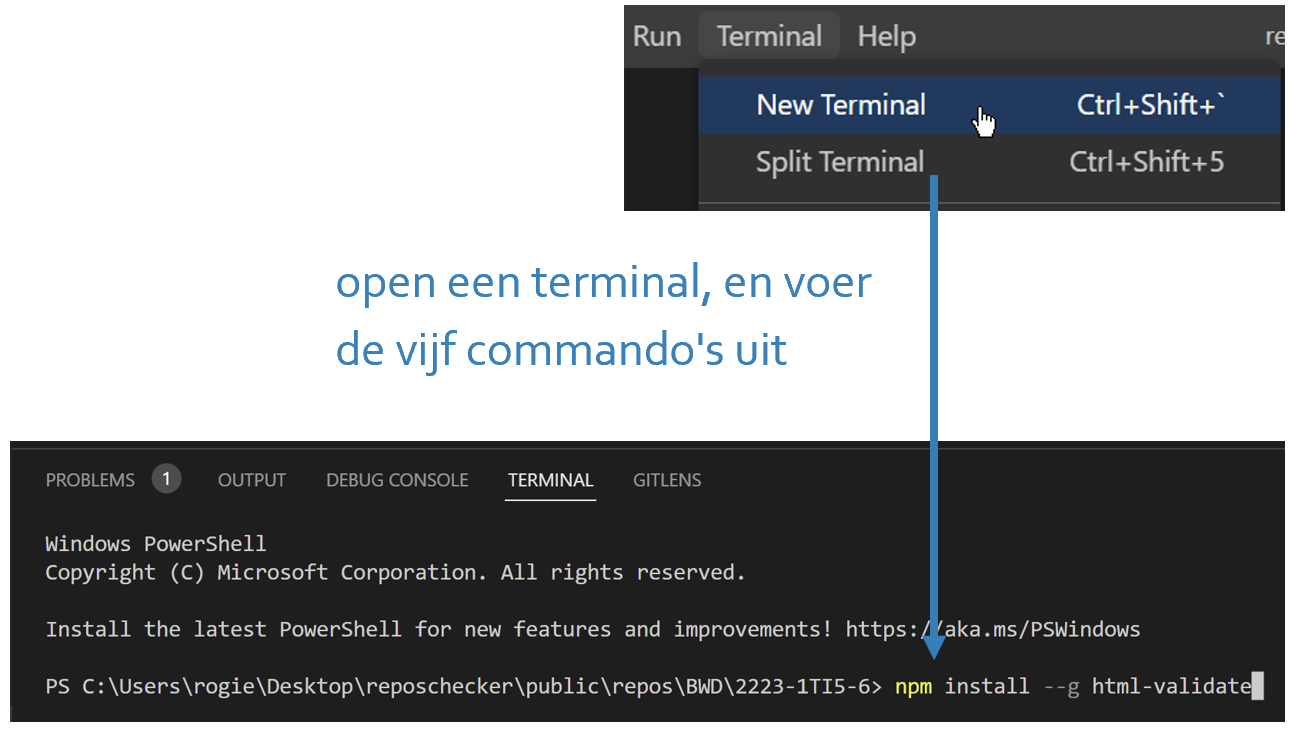 Run Terminal Help re
New Terminal Ctrl+Shift+`
Split Terminal Ctrl+Shift+5
open een terminal, en voer
de vijf commando's uit
PROBLEMS 1 OUTPUT DEBUG CONSOLE TERMINAL GITLENS
Windows PowerShell
Copyright (C) Microsoft Corporation. All rights reserved.
Install the latest PowerShell for new features and improvements! https://aka.ms/PSWindows
PS C:\Users\rogie\Desktop\reposchecker\public\repos\BWD\2223-1TI5-6> npm install --g html-validate